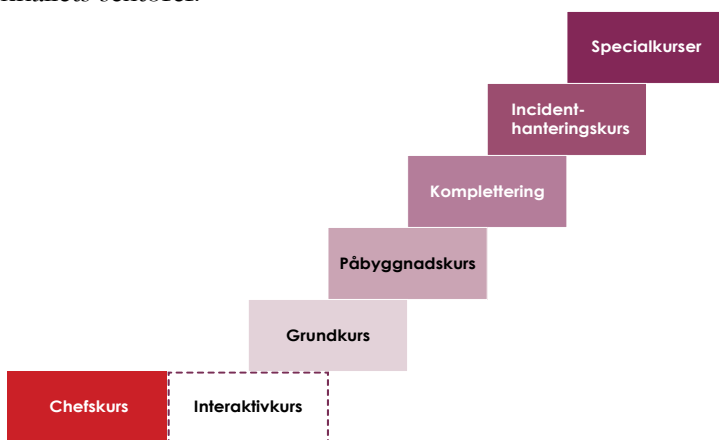 Specialkurser
Incident-
hanteringskurs
Komplettering
Påbyggnadskurs
Grundkurs
Chefskurs
Interaktivkurs